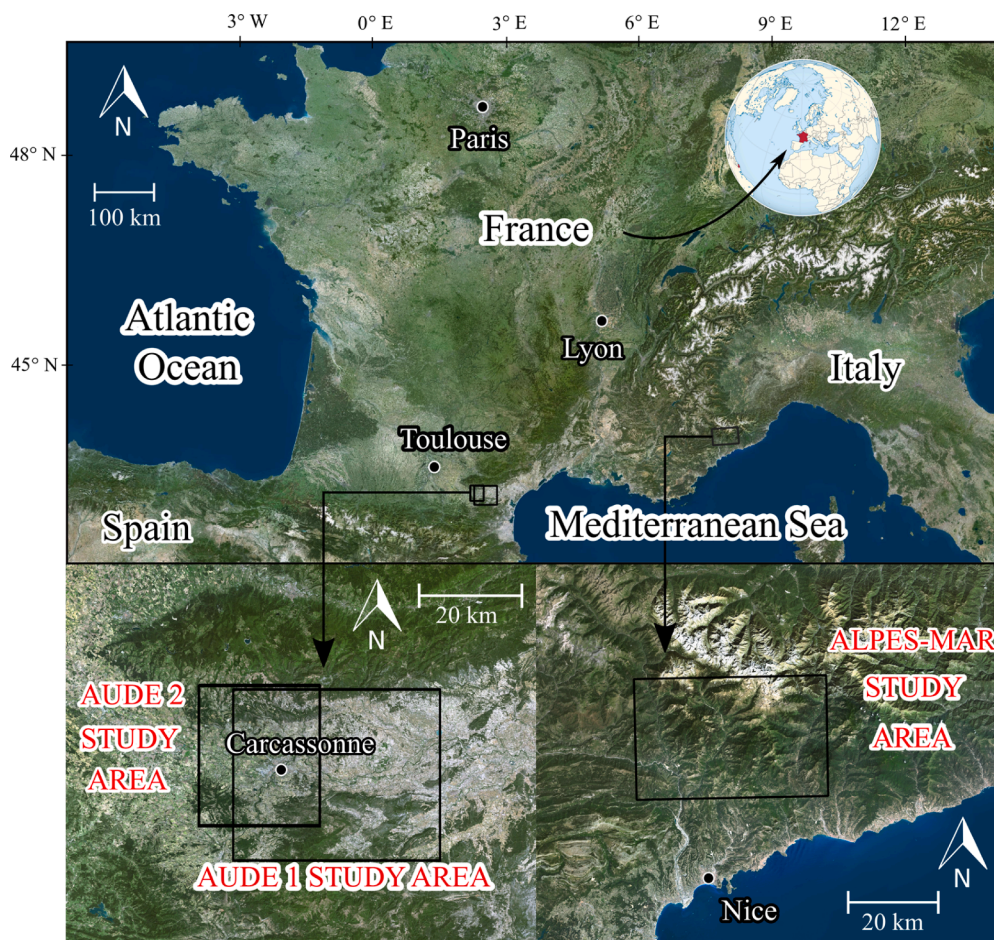 3° W
0° E
3° E
6° E
9° E
12° E
N
Paris
48° N
100 km
France
Atlantic
Ocean
Lyon
45° N
Italy
Toulouse
Spain
Mediterranean Sea
20 km
N
ALPES-MAR
STUDY
AREA
AUDE 2
STUDY
AREA
Carcassonne
AUDE 1 STUDY AREA
N
Nice
20 km